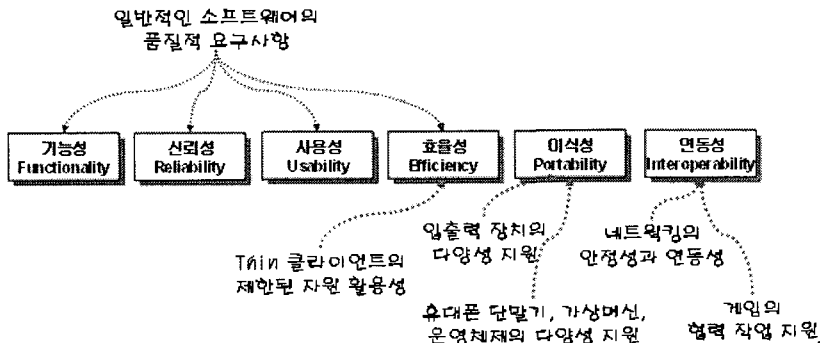 일반적인 소프트웨어의
품질적 요구사항
기능성
Functionality
신뢰성
Reliability
사용성
Usability
효율성
Efficiency
이식성
Portability
연동성
Interoperability
Thin 클라이언트의
제한된 자원 활용성
입출력 장치의
다양성 지원
휴대폰 단말기, 가상머신,
운영체제의 다양성 지원
네트워킹의
안정성과 연동성
게임의
협력 작업 지원